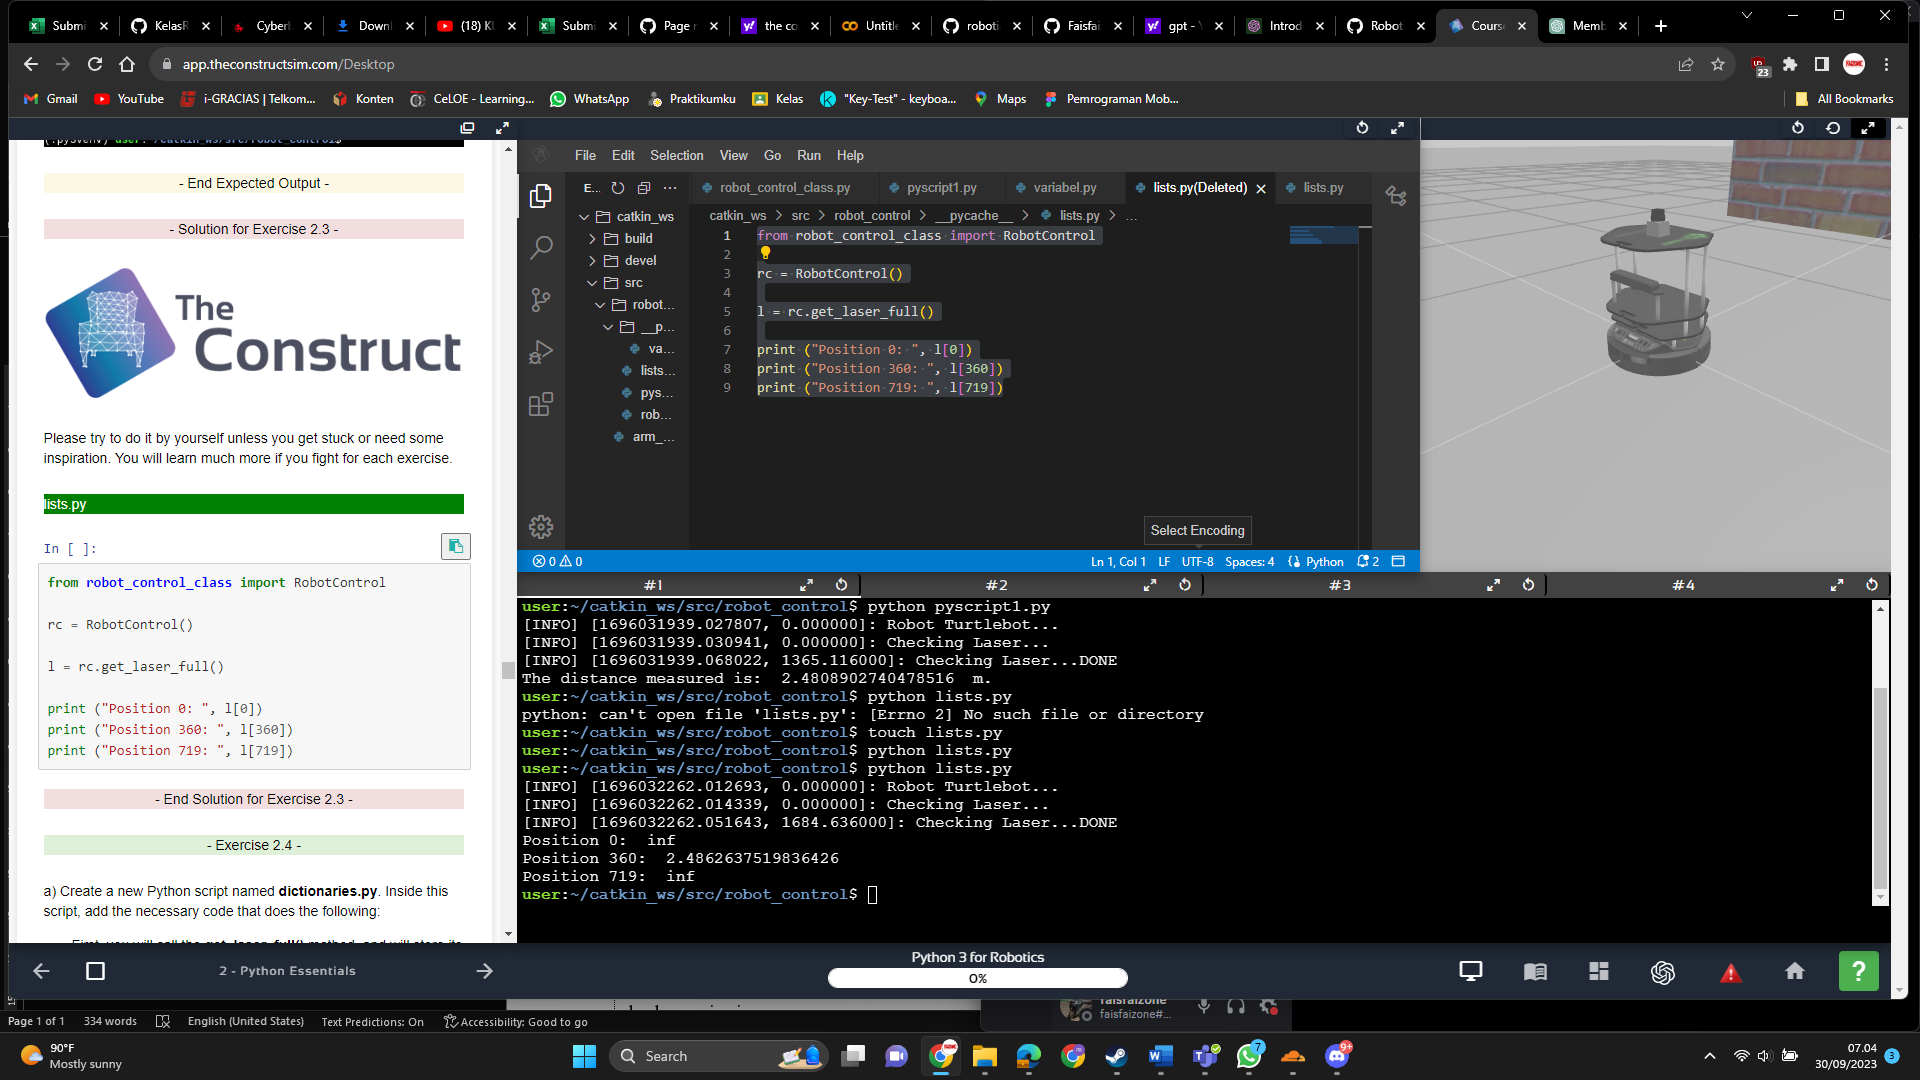 Submi
KelasR
Cyberl
Downl
(18) Kl
Submi
Page n
the co
Untitle
roboti
Faisfai
gpt - Y
Introd
Robot
Course
Memb
app.theconstructsim.com/Desktop
23
Gmail
YouTube
i-GRACIAS | Telkom...
Konten
CeLOE - Learning...
WhatsApp
Praktikumku
Kelas
"Key-Test" - keyboa...
Maps
Pemrograman Mob...
All Bookmarks
- End Expected Output -
- Solution for Exercise 2.3 -
The
Construct
Please try to do it by yourself unless you get stuck or need some
inspiration. You will learn much more if you fight for each exercise.
lists.py
In [ ]:
from robot_control_class import RobotControl
rc = RobotControl()
l = rc.get_laser_full()
print ("Position 0: ", l[0])
print ("Position 360: ", l[360])
print ("Position 719: ", l[719])
- End Solution for Exercise 2.3 -
- Exercise 2.4 -
a) Create a new Python script named dictionaries.py. Inside this
script, add the necessary code that does the following:
File Edit Selection View Go Run Help
E...
robot_control_class.py
pyscript1.py
variabel.py
lists.py(Deleted)
lists.py
catkin_ws > src > robot_control > __pycache__ > lists.py > ...
catkin_ws
build
devel
src
robot...
__p...
va...
lists...
pys...
rob...
arm_...
1 from robot_control_class import RobotControl
2
3 rc = RobotControl()
4
5 l = rc.get_laser_full()
6
7 print ("Position 0: ", l[0])
8 print ("Position 360: ", l[360])
9 print ("Position 719: ", l[719])
Select Encoding
0 0
Ln 1, Col 1 LF UTF-8 Spaces: 4 Python 2
#1
#2
#3
#4
user:~/catkin_ws/src/robot_control$ python pyscript1.py
[INFO] [1696031939.027807, 0.000000]: Robot Turtlebot...
[INFO] [1696031939.030941, 0.000000]: Checking Laser...
[INFO] [1696031939.068022, 1365.116000]: Checking Laser...DONE
The distance measured is:  2.4808902740478516  m.
user:~/catkin_ws/src/robot_control$ python lists.py
python: can't open file 'lists.py': [Errno 2] No such file or directory
user:~/catkin_ws/src/robot_control$ touch lists.py
user:~/catkin_ws/src/robot_control$ python lists.py
user:~/catkin_ws/src/robot_control$ python lists.py
[INFO] [1696032262.012693, 0.000000]: Robot Turtlebot...
[INFO] [1696032262.014339, 0.000000]: Checking Laser...
[INFO] [1696032262.051643, 1684.636000]: Checking Laser...DONE
Position 0:  inf
Position 360:  2.4862637519836426
Position 719:  inf
user:~/catkin_ws/src/robot_control$
2 - Python Essentials
Python 3 for Robotics
0%
?
faisfaizone
faisfaizone#...
Page 1 of 1
334 words
English (United States)
Text Predictions: On
Accessibility: Good to go
90°F
Mostly sunny
Search
7
9+
07.04
30/09/2023
3